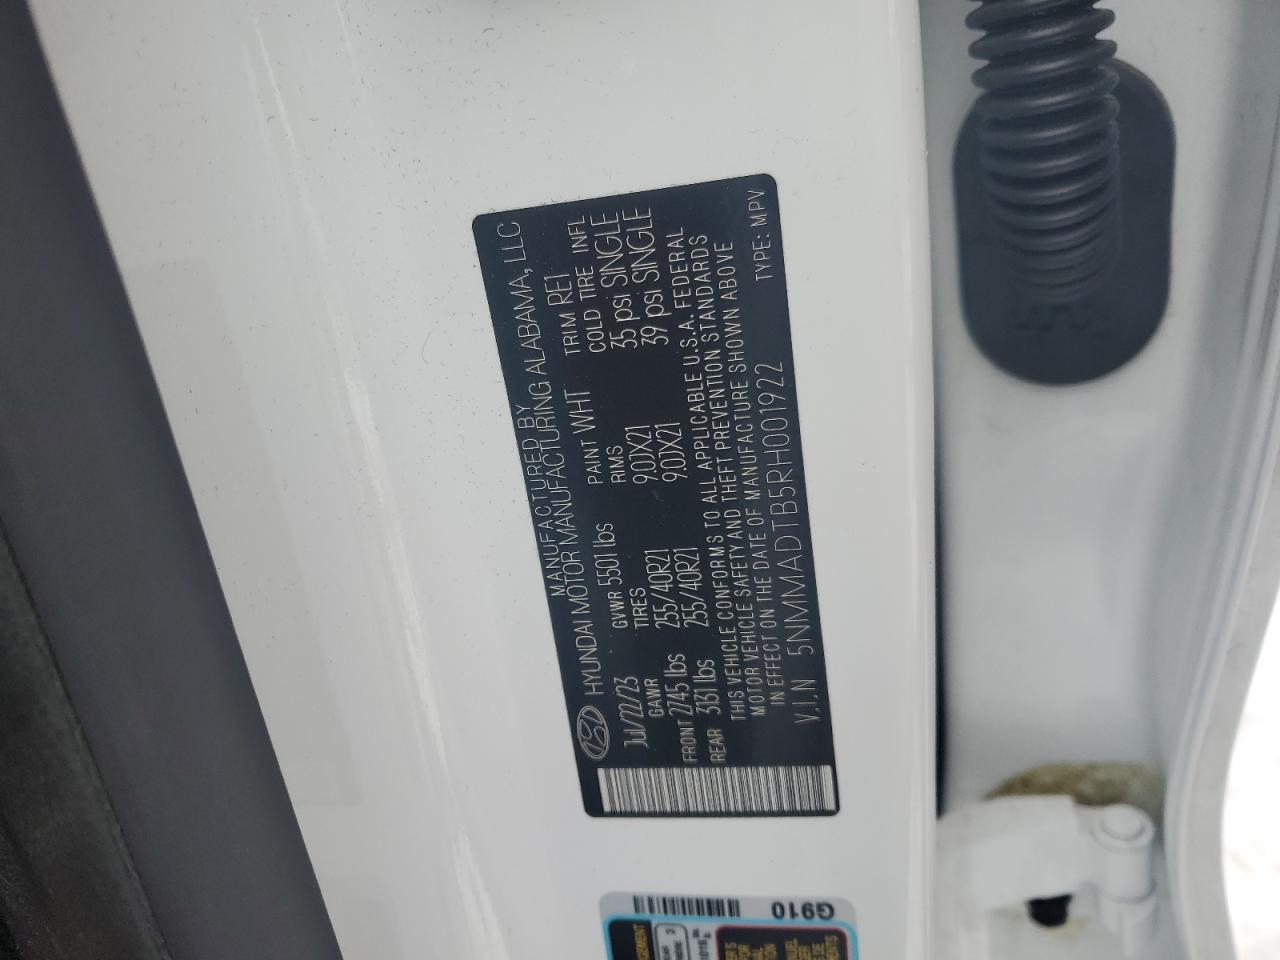 MANUFACTURED BY
HYUNDAI MOTOR MANUFACTURING ALABAMA, LLC
Jul/22/23 GVWR 5501 lbs PAINT WHT TRIM RE1
GAWR TIRES RIMS COLD TIRE INFL
FRONT 2745 lbs 255/40R21 9.0JX21 35 psi SINGLE
REAR 3131 lbs 255/40R21 9.0JX21 39 psi SINGLE
THIS VEHICLE CONFORMS TO ALL APPLICABLE U.S.A. FEDERAL
MOTOR VEHICLE SAFETY AND THEFT PREVENTION STANDARDS
IN EFFECT ON THE DATE OF MANUFACTURE SHOWN ABOVE
V.I.N 5NMMADTB5RH001922 TYPE: MPV
G910